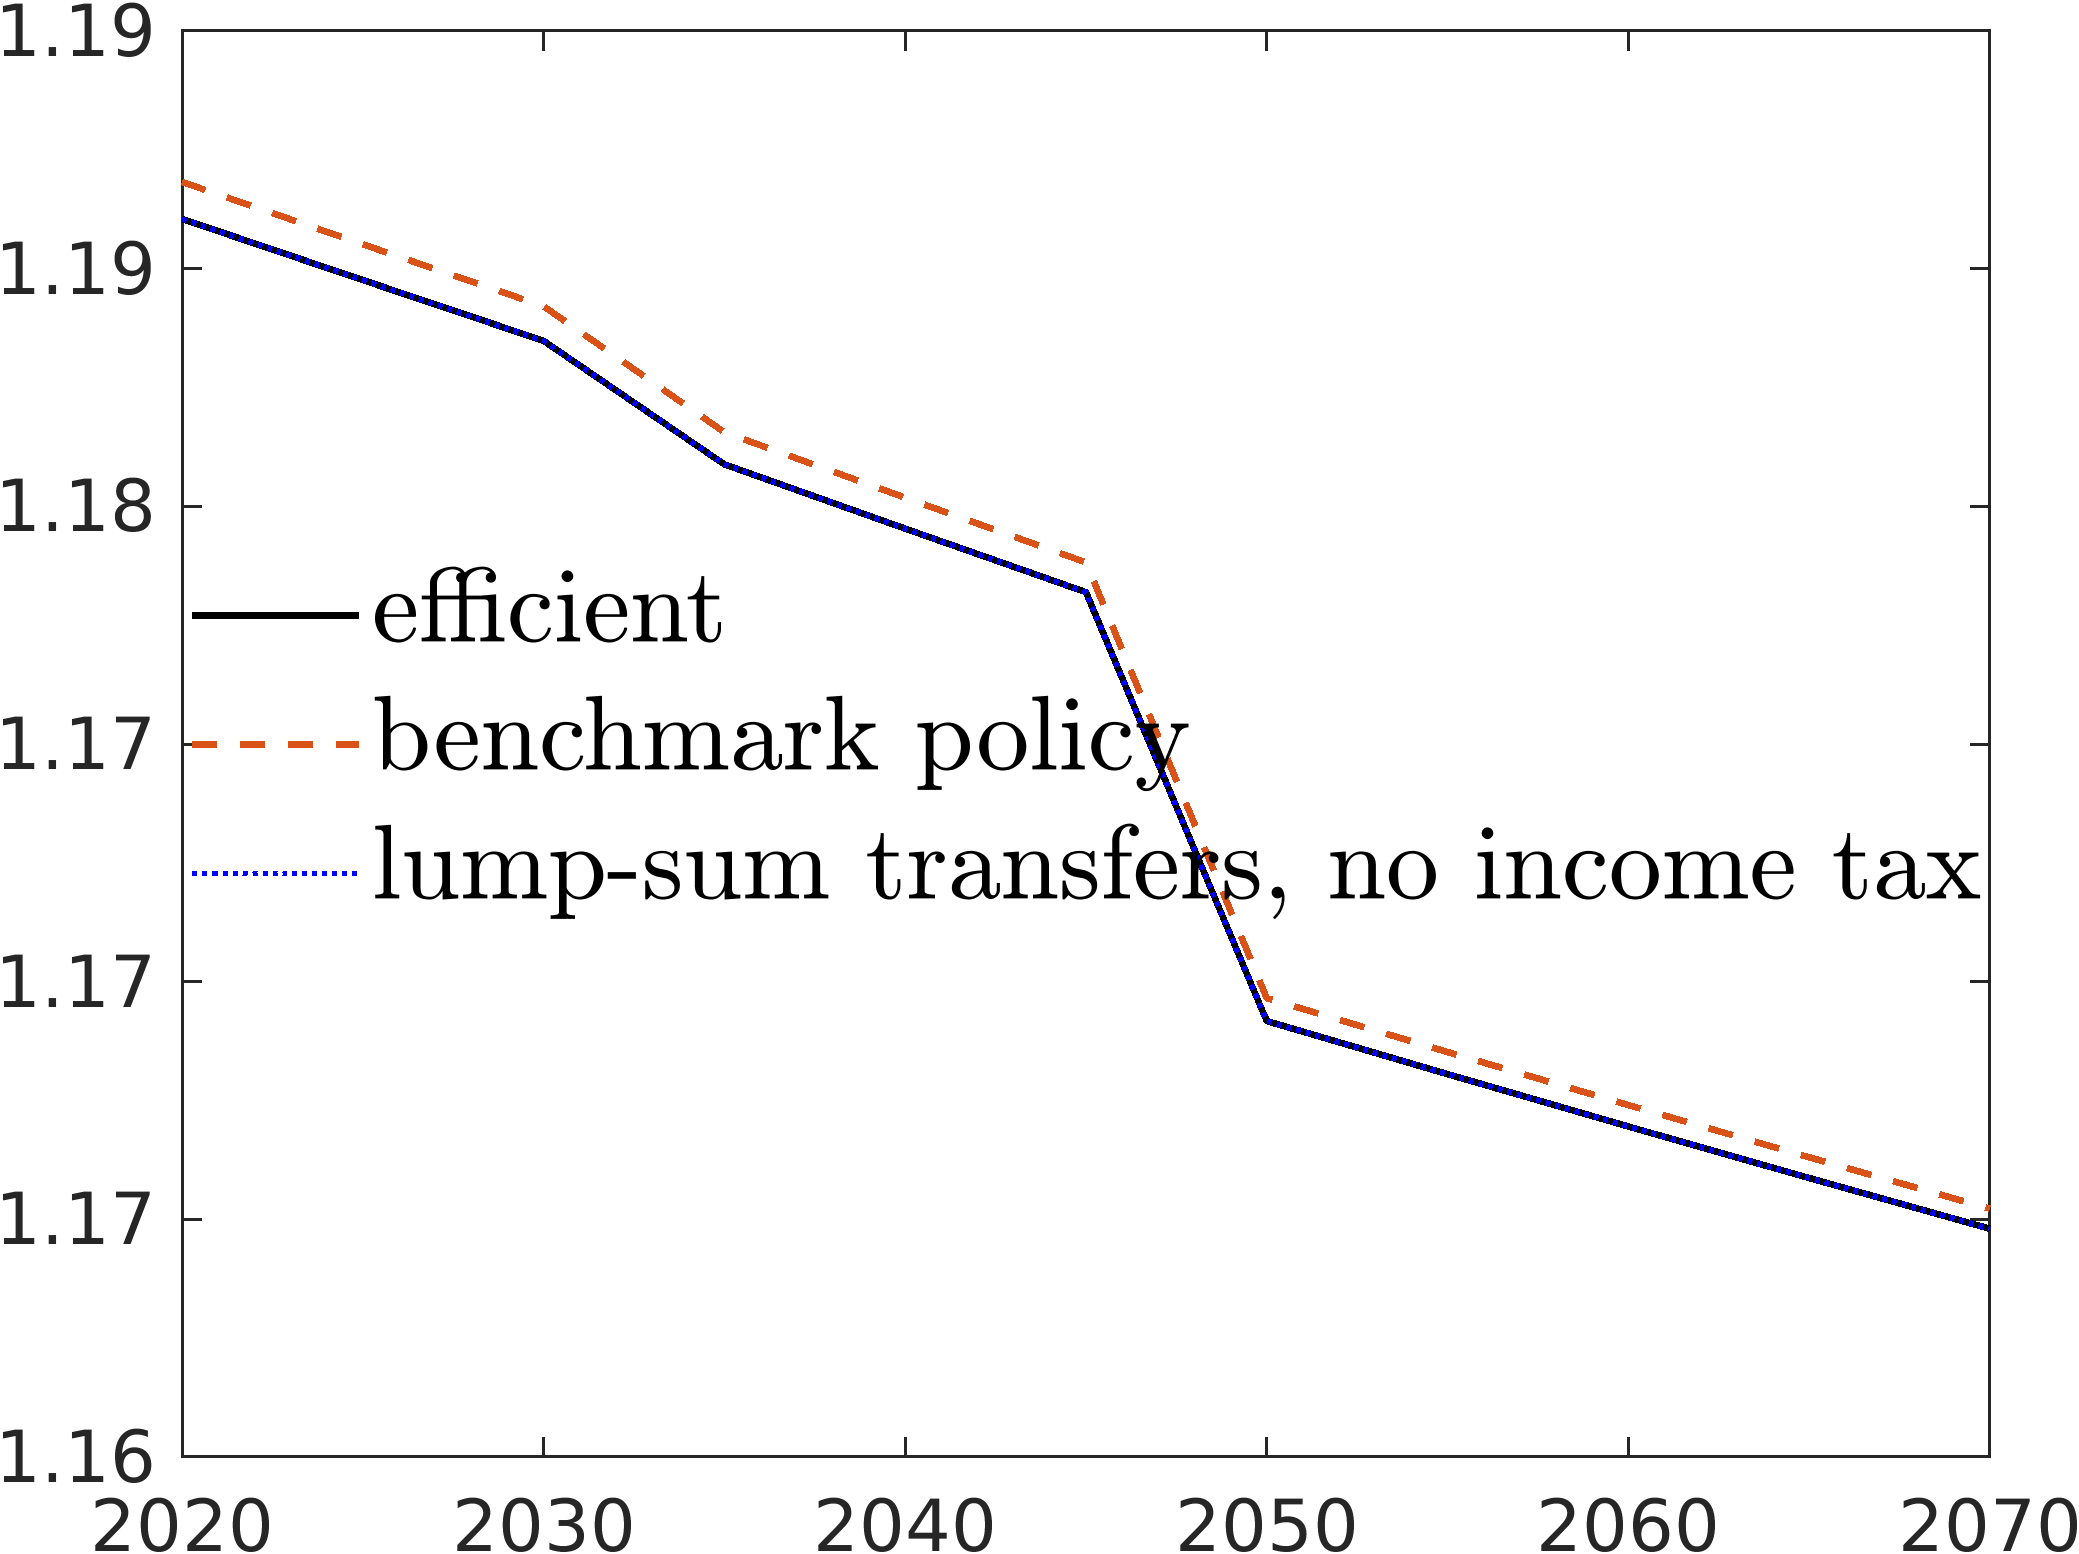 1.19
1.19
1.18
efficient
1.17
benchmark policy
lump-sum transfers, no income tax
1.17
1.17
1.16
2020 2030 2040 2050 2060 2070